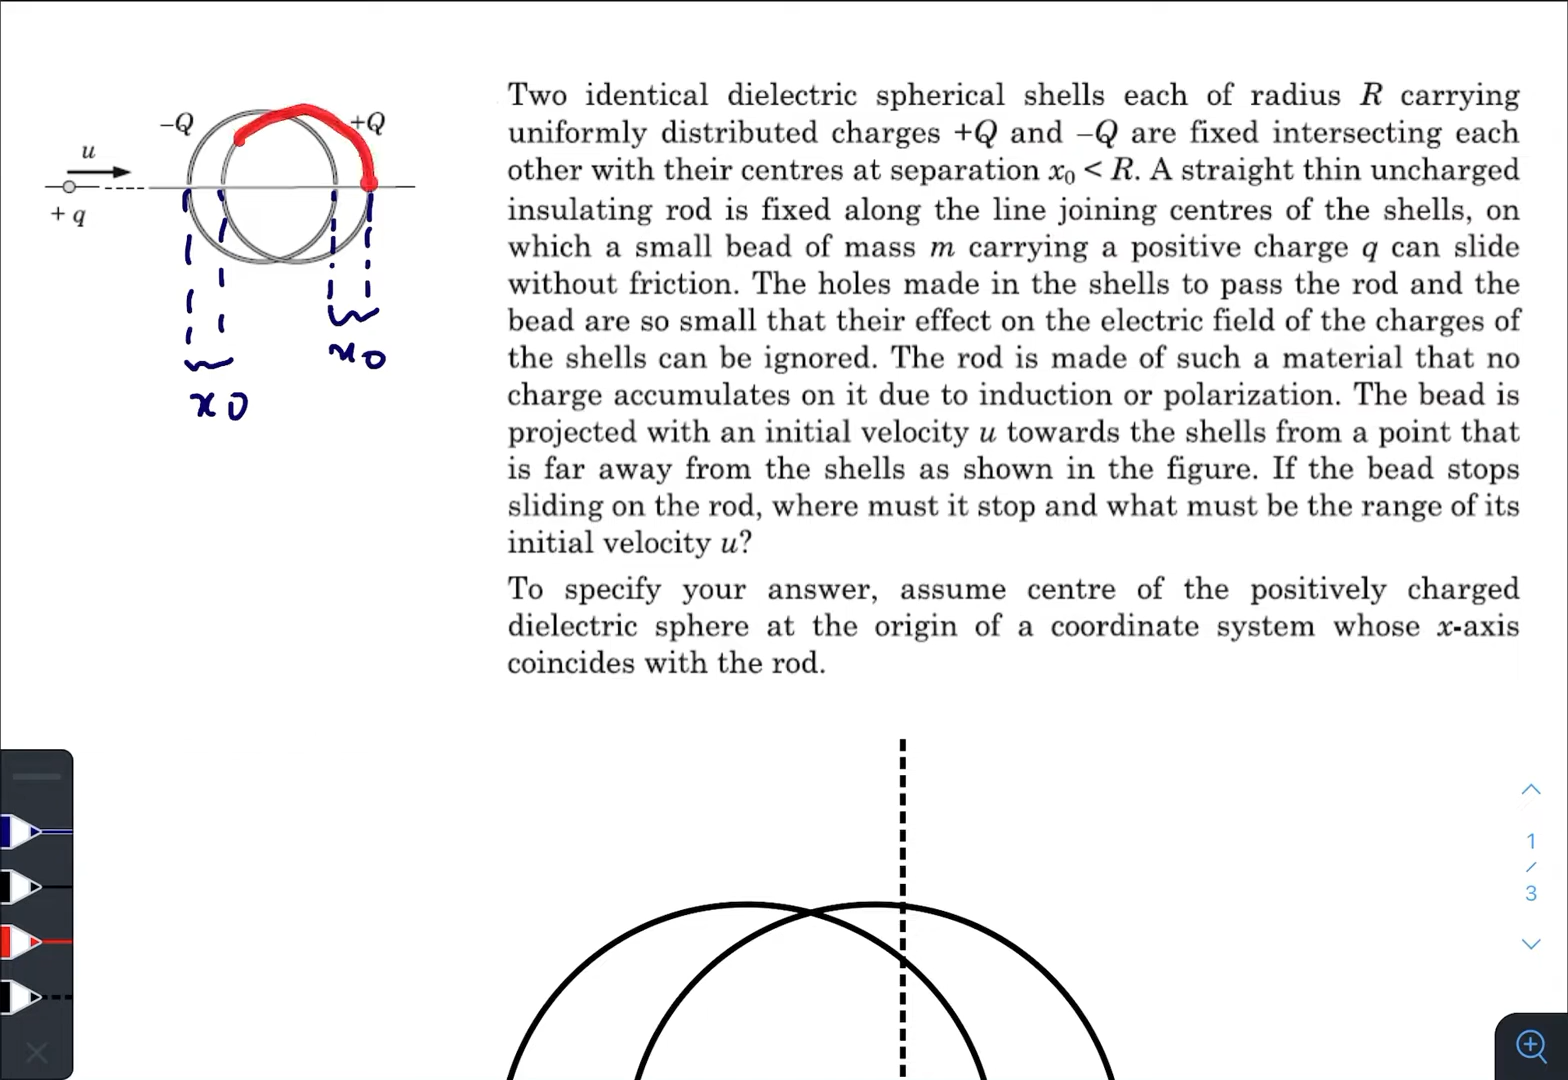 Two identical dielectric spherical shells each of radius R carrying
uniformly distributed charges +Q and –Q are fixed intersecting each
other with their centres at separation x₀ < R. A straight thin uncharged
insulating rod is fixed along the line joining centres of the shells, on
which a small bead of mass m carrying a positive charge q can slide
without friction. The holes made in the shells to pass the rod and the
bead are so small that their effect on the electric field of the charges of
the shells can be ignored. The rod is made of such a material that no
charge accumulates on it due to induction or polarization. The bead is
projected with an initial velocity u towards the shells from a point that
is far away from the shells as shown in the figure. If the bead stops
sliding on the rod, where must it stop and what must be the range of its
initial velocity u?
To specify your answer, assume centre of the positively charged
dielectric sphere at the origin of a coordinate system whose x-axis
coincides with the rod.
–Q
+Q
u
+ q
x0
x0
1
/
3